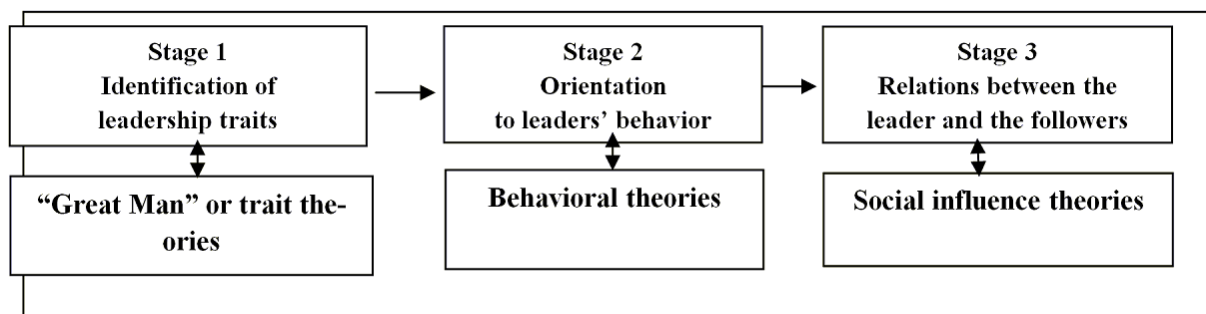 Stage 1
Identification of
leadership traits
Stage 2
Orientation
to leaders’ behavior
Stage 3
Relations between the
leader and the followers
“Great Man” or trait the-
ories
Behavioral theories
Social influence theories